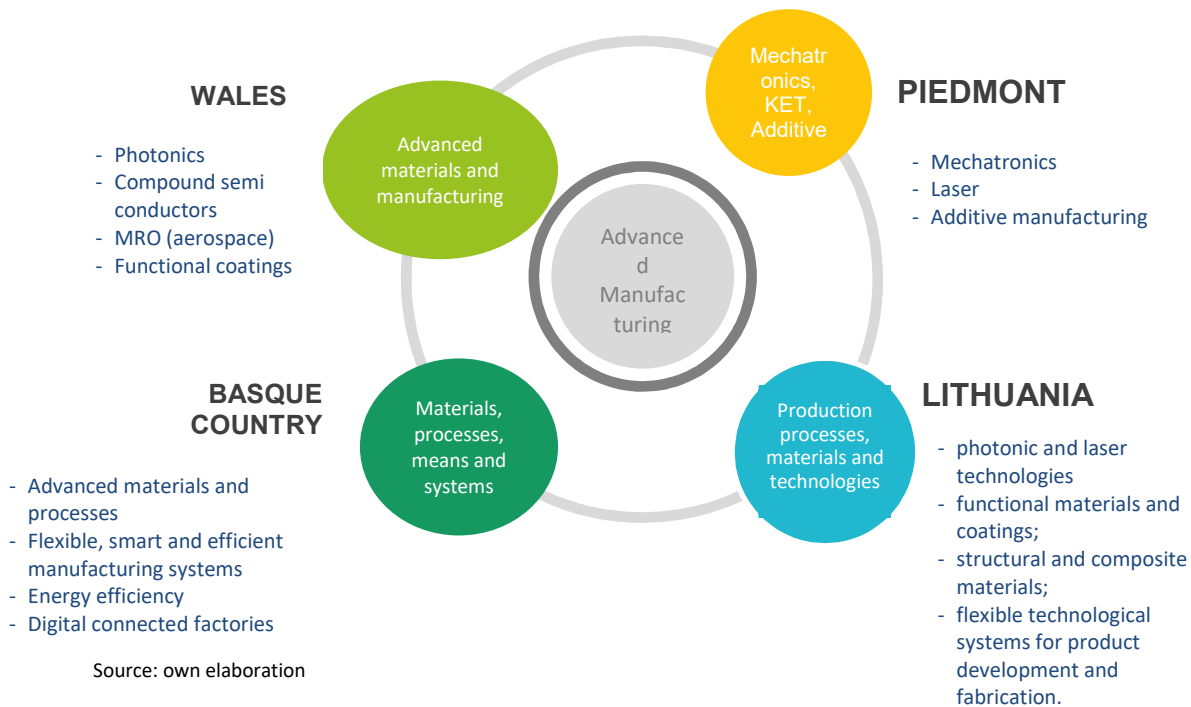 WALES
- Photonics
- Compound semi
conductors
- MRO (aerospace)
- Functional coatings
Advanced
materials and
manufacturing
Mechatr
onics,
KET,
Additive
PIEDMONT
- Mechatronics
- Laser
- Additive manufacturing
Advance
d
Manufac
turing
BASQUE
COUNTRY
- Advanced materials and
processes
- Flexible, smart and efficient
manufacturing systems
- Energy efficiency
- Digital connected factories
Materials,
processes,
means and
systems
Production
processes,
materials and
technologies
LITHUANIA
- photonic and laser
technologies
- functional materials and
coatings;
- structural and composite
materials;
- flexible technological
systems for product
development and
fabrication.
Source: own elaboration